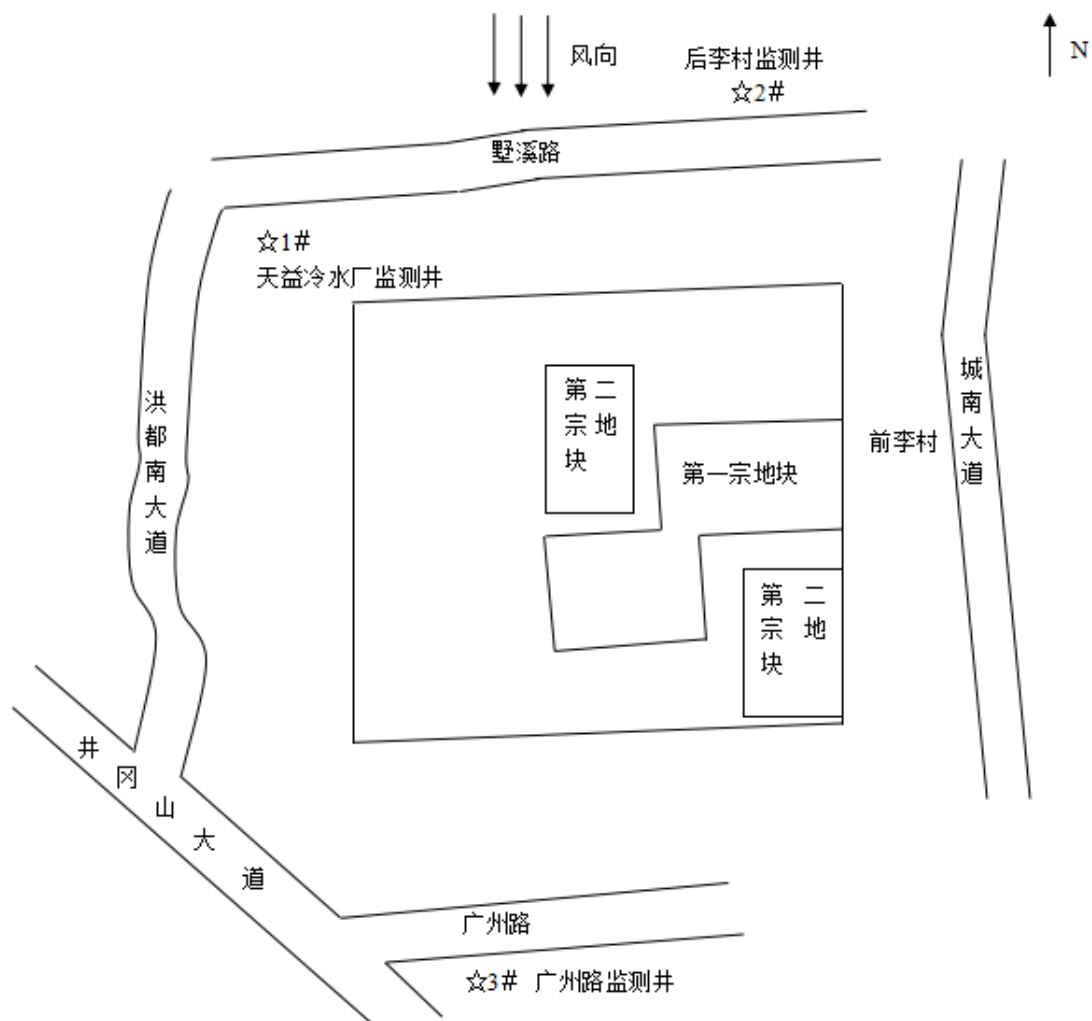 风向
后李村监测井
☆2#
N
墅溪路
☆1#
天益冷水厂监测井
洪都南大道
第二
宗地
块
城南大道
前李村
第一宗地块
第二
宗地
块
井冈山大道
广州路
☆3# 广州路监测井